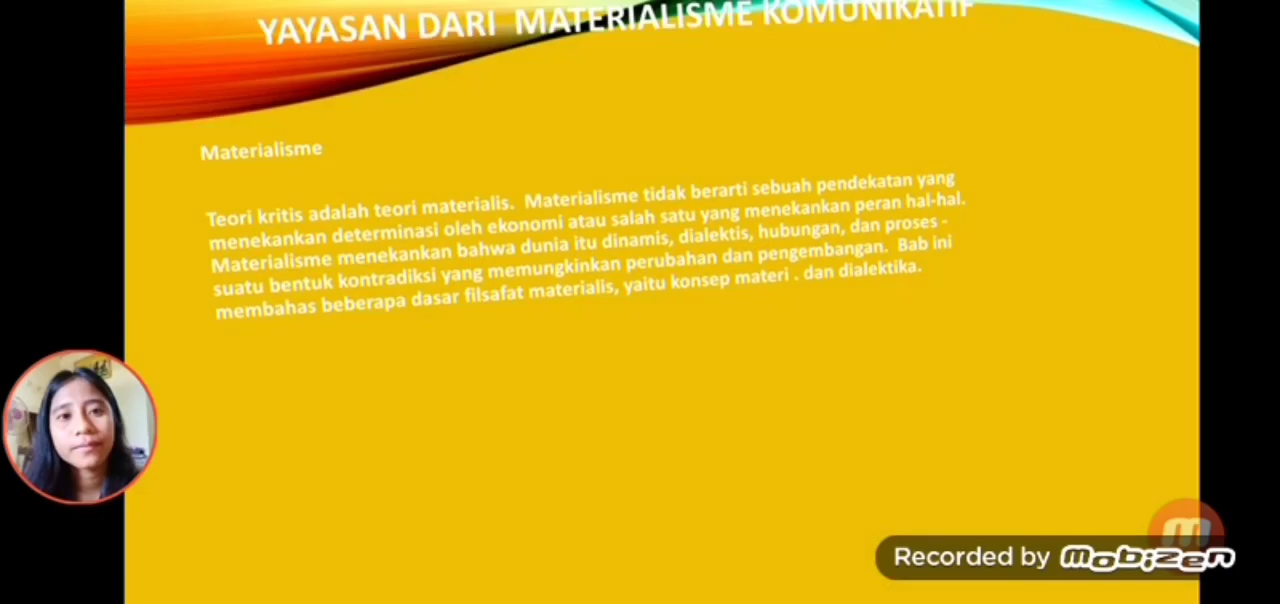 YAYASAN DARI MATERIALISME KOMUNIKATIF
Materialisme
Teori kritis adalah teori materialis. Materialisme tidak berarti sebuah pendekatan yang
menekankan determinasi oleh ekonomi atau salah satu yang menekankan peran hal-hal.
Materialisme menekankan bahwa dunia itu dinamis, dialektis, hubungan, dan proses -
suatu bentuk kontradiksi yang memungkinkan perubahan dan pengembangan. Bab ini
membahas beberapa dasar filsafat materialis, yaitu konsep materi . dan dialektika.
Recorded by mobizen